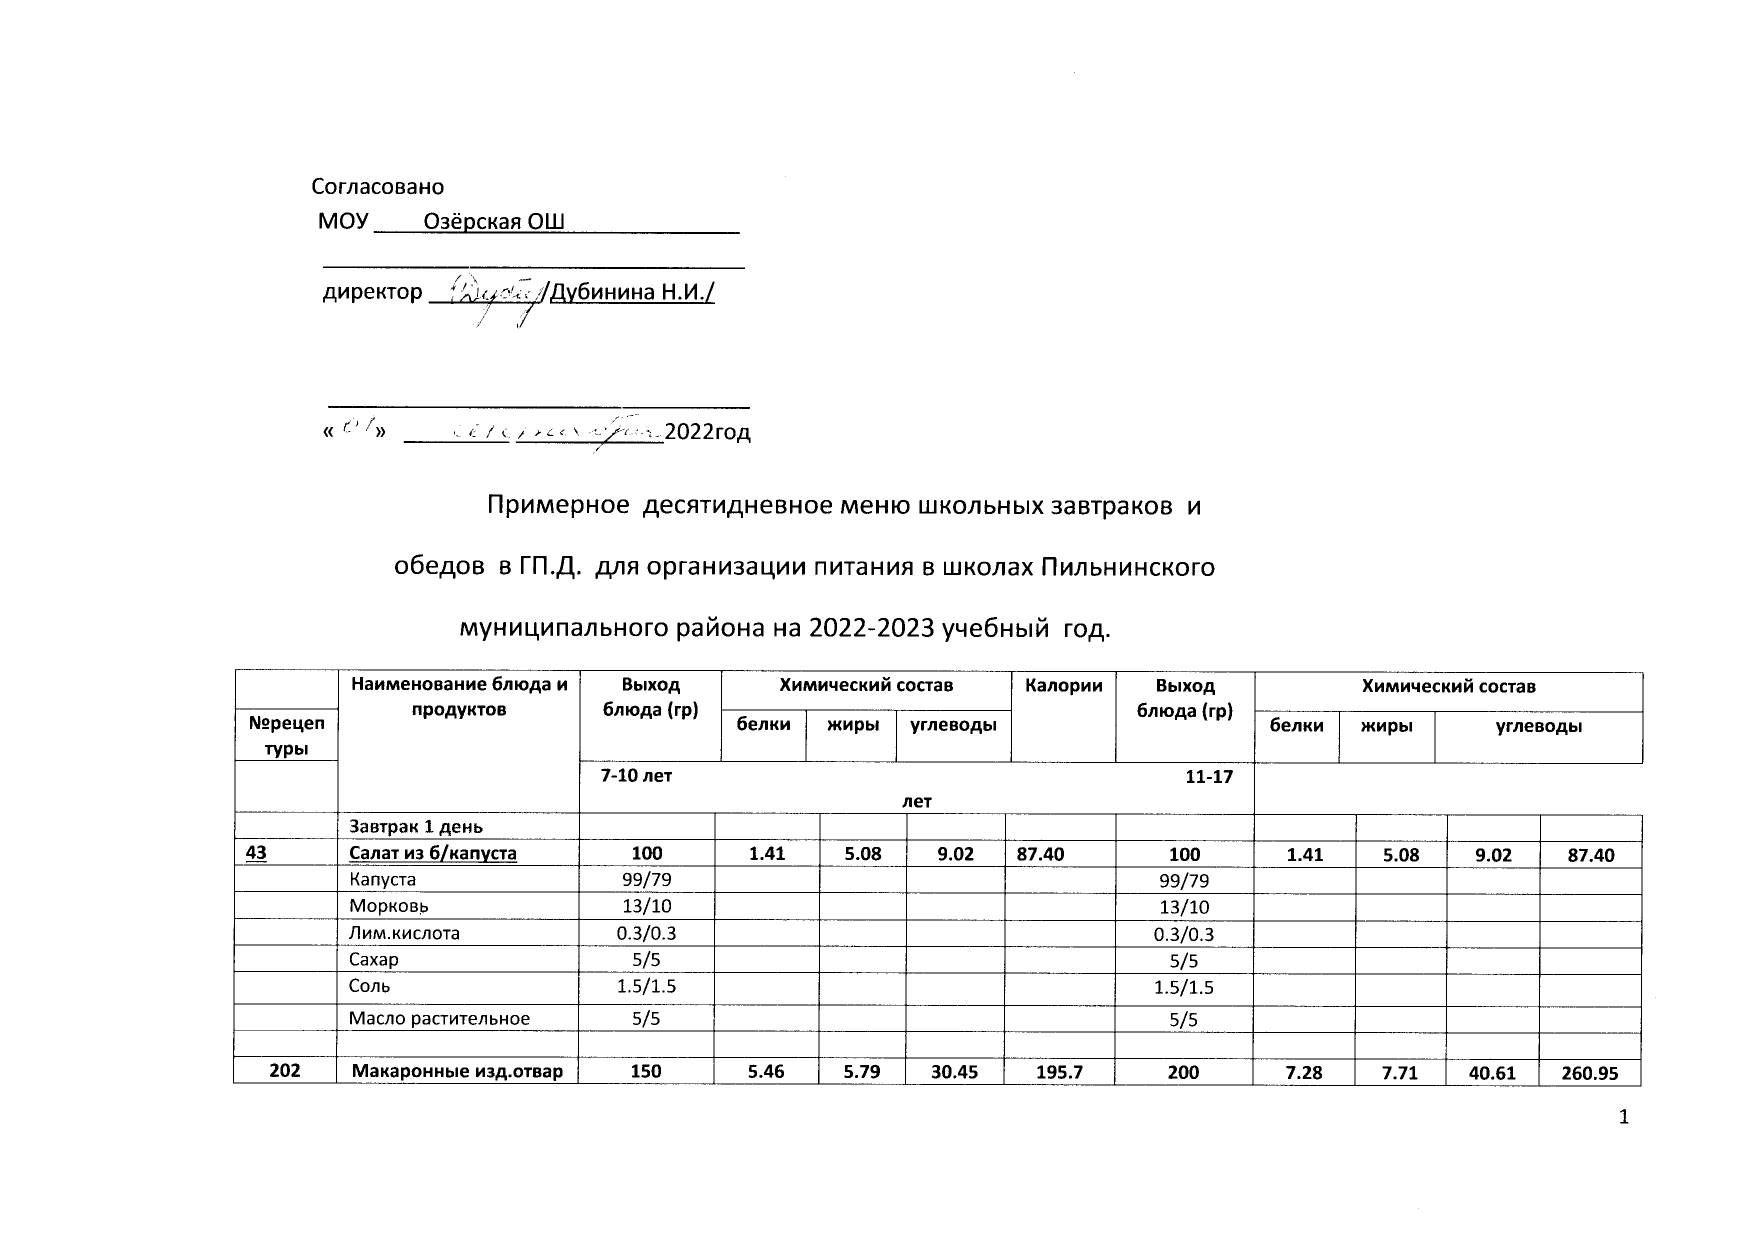 Согласовано
МОУ ____Озёрская ОШ______________
директор ________/Дубинина Н.И./
« 01 » сентября 2022год
Примерное десятидневное меню школьных завтраков и
обедов в ГП.Д. для организации питания в школах Пильнинского
муниципального района на 2022-2023 учебный год.
№рецеп туры Наименование блюда и продуктов Выход блюда (гр) Химический состав Калории Выход блюда (гр) Химический состав
белки жиры углеводы белки жиры углеводы
7-10 лет 11-17
лет
Завтрак 1 день
43 Салат из б/капуста 100 1.41 5.08 9.02 87.40 100 1.41 5.08 9.02 87.40
Капуста 99/79 99/79
Морковь 13/10 13/10
Лим.кислота 0.3/0.3 0.3/0.3
Сахар 5/5 5/5
Соль 1.5/1.5 1.5/1.5
Масло растительное 5/5 5/5
202 Макаронные изд.отвар 150 5.46 5.79 30.45 195.7 200 7.28 7.71 40.61 260.95
1